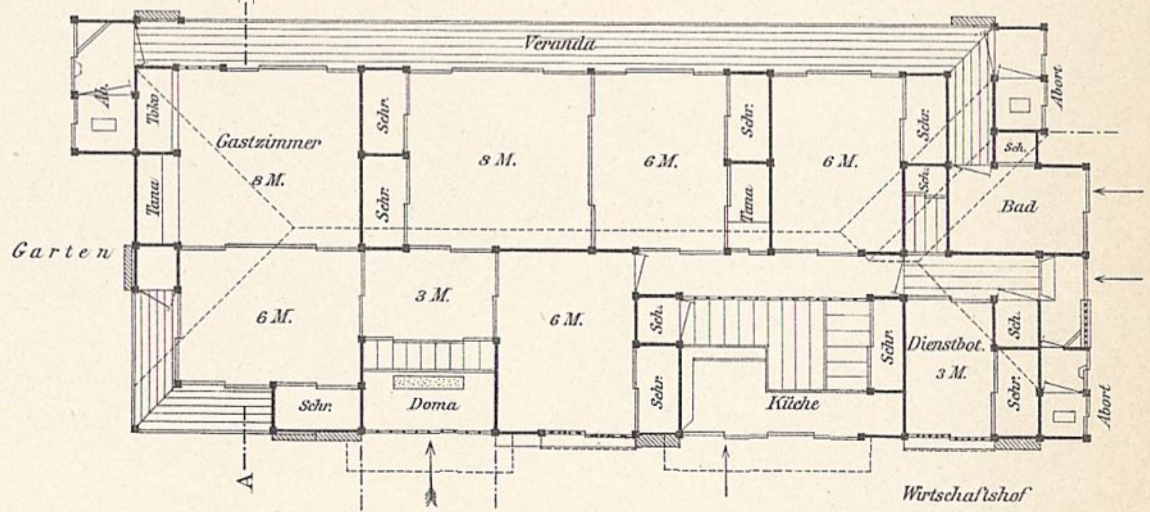 Veranda
Ab.
Toko
Gastzimmer
8 M.
Schr.
Schr.
8 M.
6 M.
Schr.
Tana
6 M.
Schr.
Sch.
Abort
Sch.
Bad
Tana
Garten
6 M.
3 M.
6 M.
Sch.
Schr.
Schr.
Dienstbot.
3 M.
Sch.
Schr.
Abort
Schr.
Doma
Küche
A
Wirtschaftshof